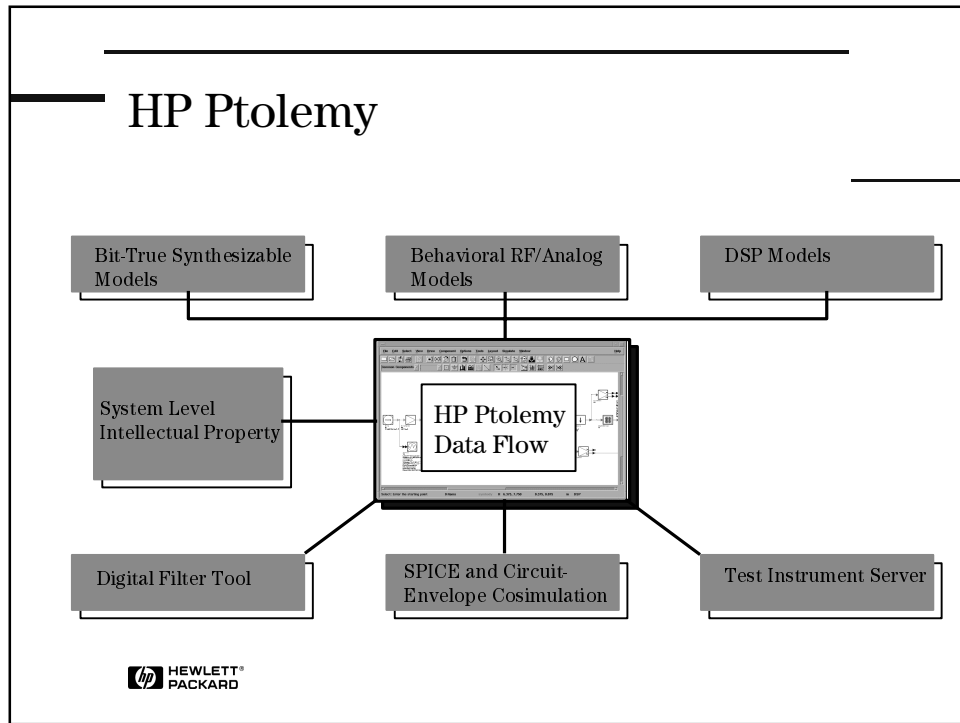 HP Ptolemy
Bit-True Synthesizable
Models
Behavioral RF/Analog
Models
DSP Models
System Level
Intellectual Property
HP Ptolemy
Data Flow
Digital Filter Tool
SPICE and Circuit-
Envelope Cosimulation
Test Instrument Server
hp HEWLETT®
PACKARD